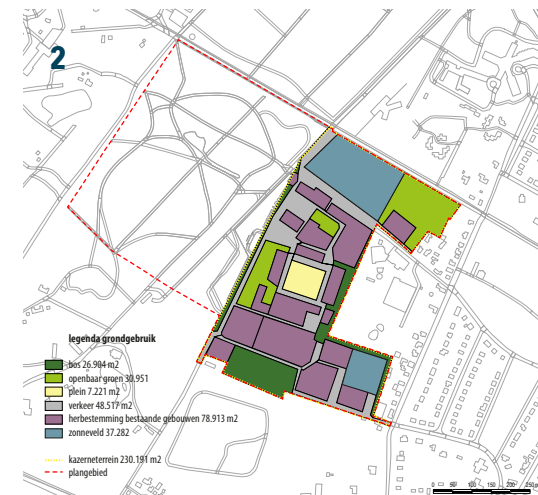 2
legenda grondgebruik
bos 26.904 m2
openbaar groen 30.951
plein 7.221 m2
verkeer 48.517 m2
herbestemming bestaande gebouwen 78.913 m2
zonneveld 37.282
kazerneterrein 230.191 m2
plangebied
0 50 100 150 200 250 m